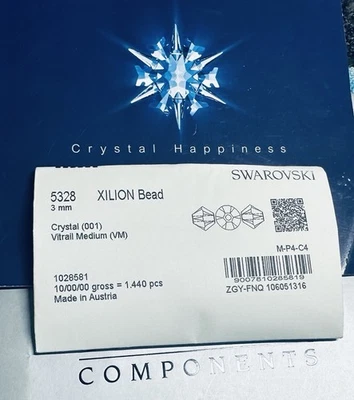 Crystal Happiness
SWAROVSKI
5328 XILION Bead
3 mm
Crystal (001)
Vitrail Medium (VM)
M-P4-C4
1028581
10/00/00 gross = 1.440 pcs
Made in Austria
9007810285819
ZGY-FNQ 106051316
COMPONENTS